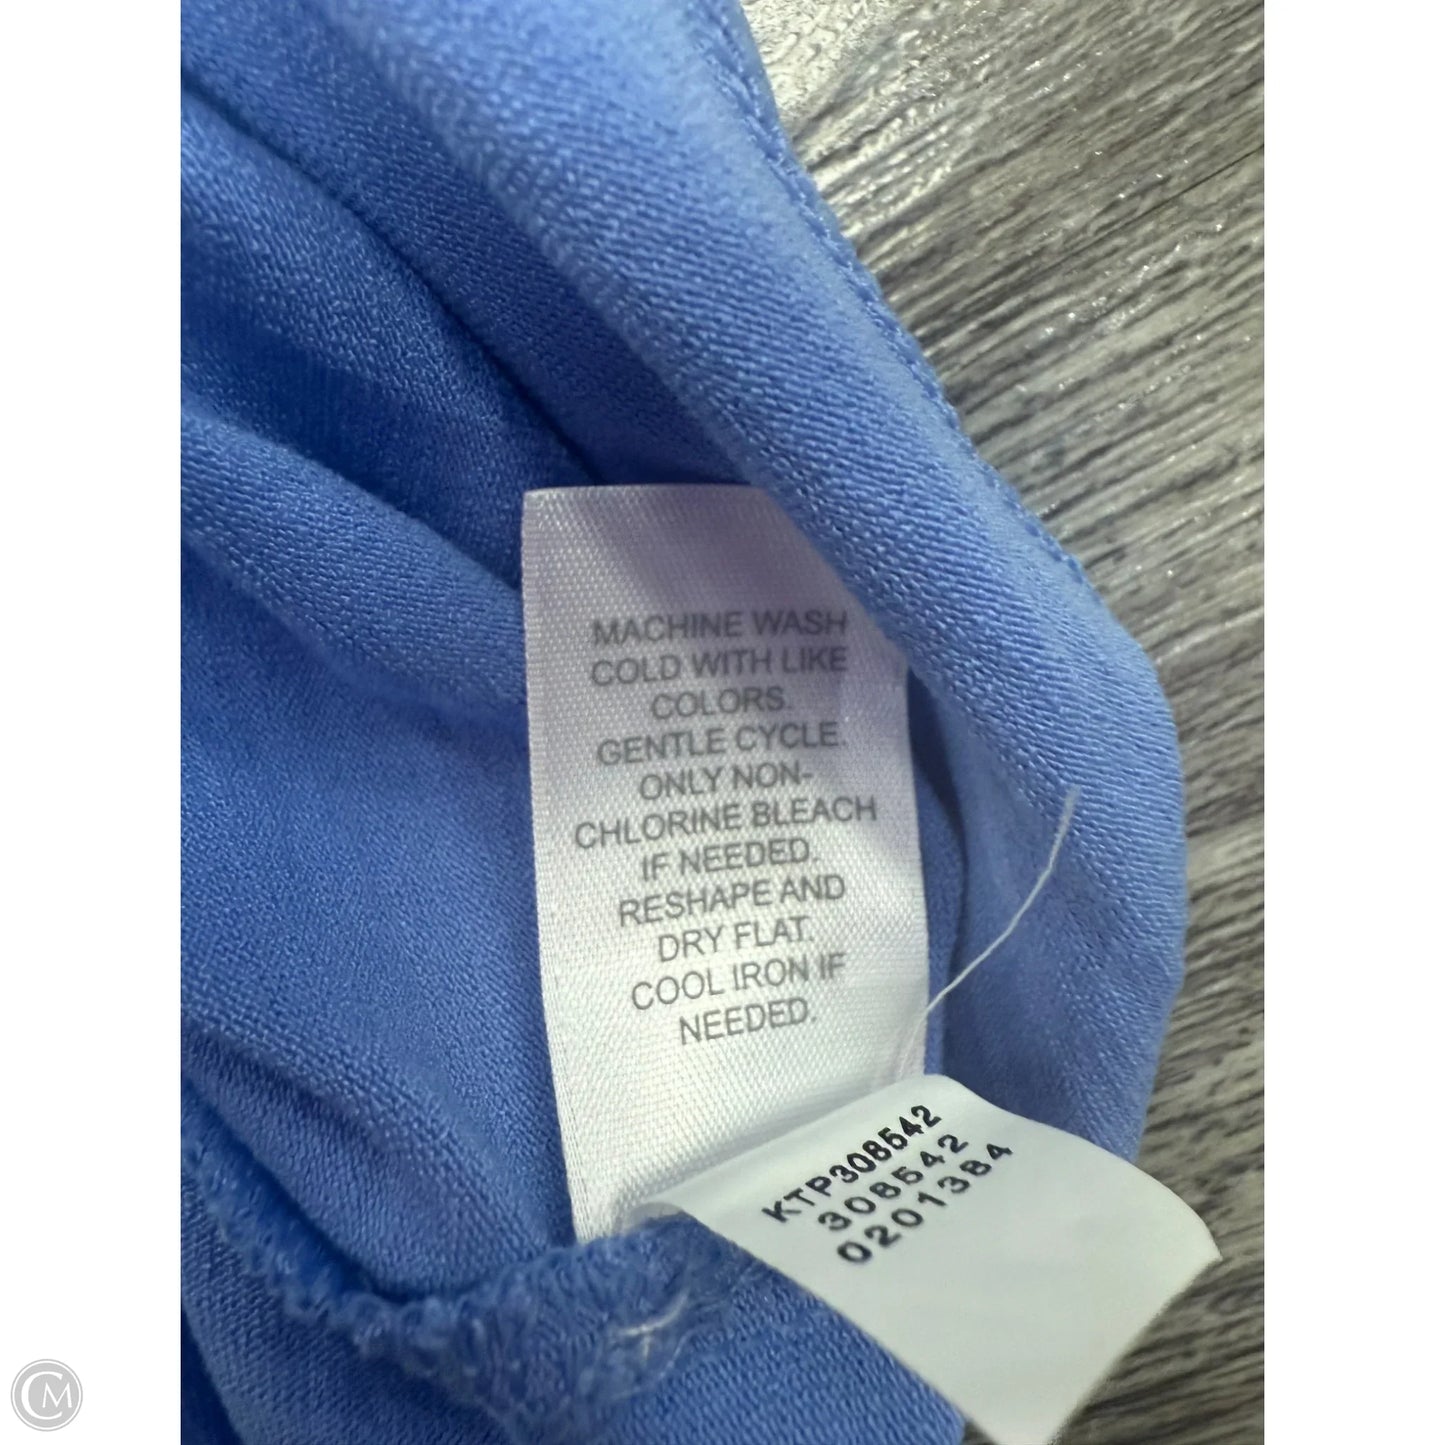 MACHINE WASH
COLD WITH LIKE
COLORS.
GENTLE CYCLE.
ONLY NON-
CHLORINE BLEACH
IF NEEDED.
RESHAPE AND
DRY FLAT.
COOL IRON IF
NEEDED.
KTP308542
308542
0201384
CM